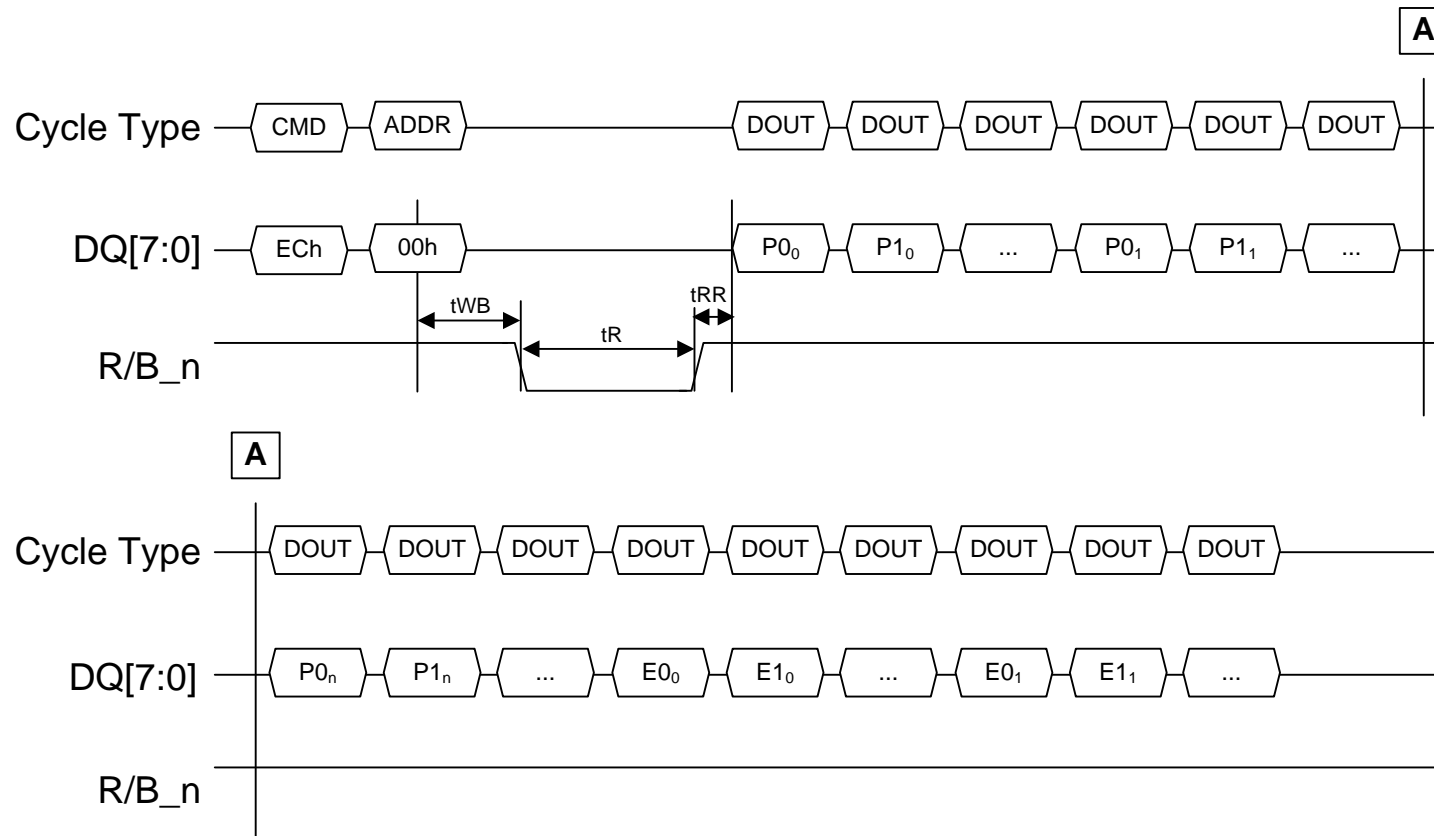 A
Cycle Type CMD ADDR DOUT DOUT DOUT DOUT DOUT DOUT
DQ[7:0] ECh 00h P0₀ P1₀ ... P0₁ P1₁ ...
tWB tR tRR
R/B_n
A
Cycle Type DOUT DOUT DOUT DOUT DOUT DOUT DOUT DOUT DOUT
DQ[7:0] P0ₙ P1ₙ ... E0₀ E1₀ ... E0₁ E1₁ ...
R/B_n